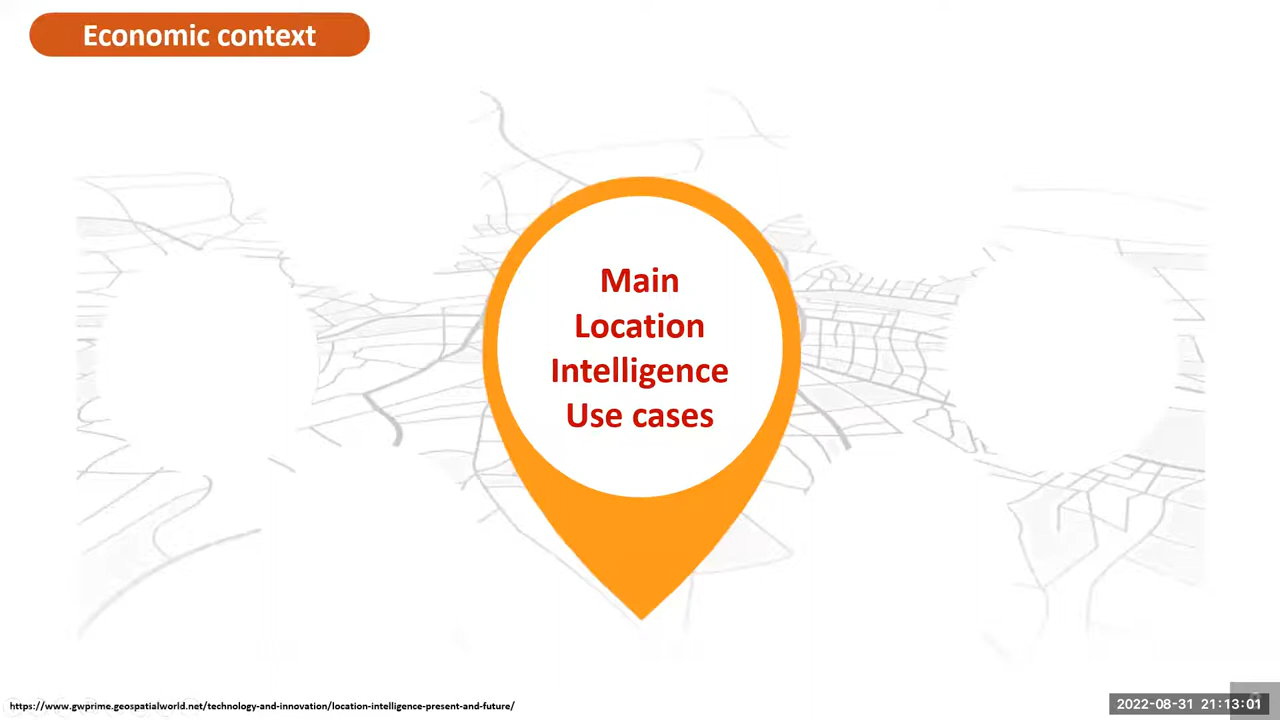 Economic context
Main
Location
Intelligence
Use cases
https://www.gwprime.geospatialworld.net/technology-and-innovation/location-intelligence-present-and-future/
2022-08-31 21:13:01